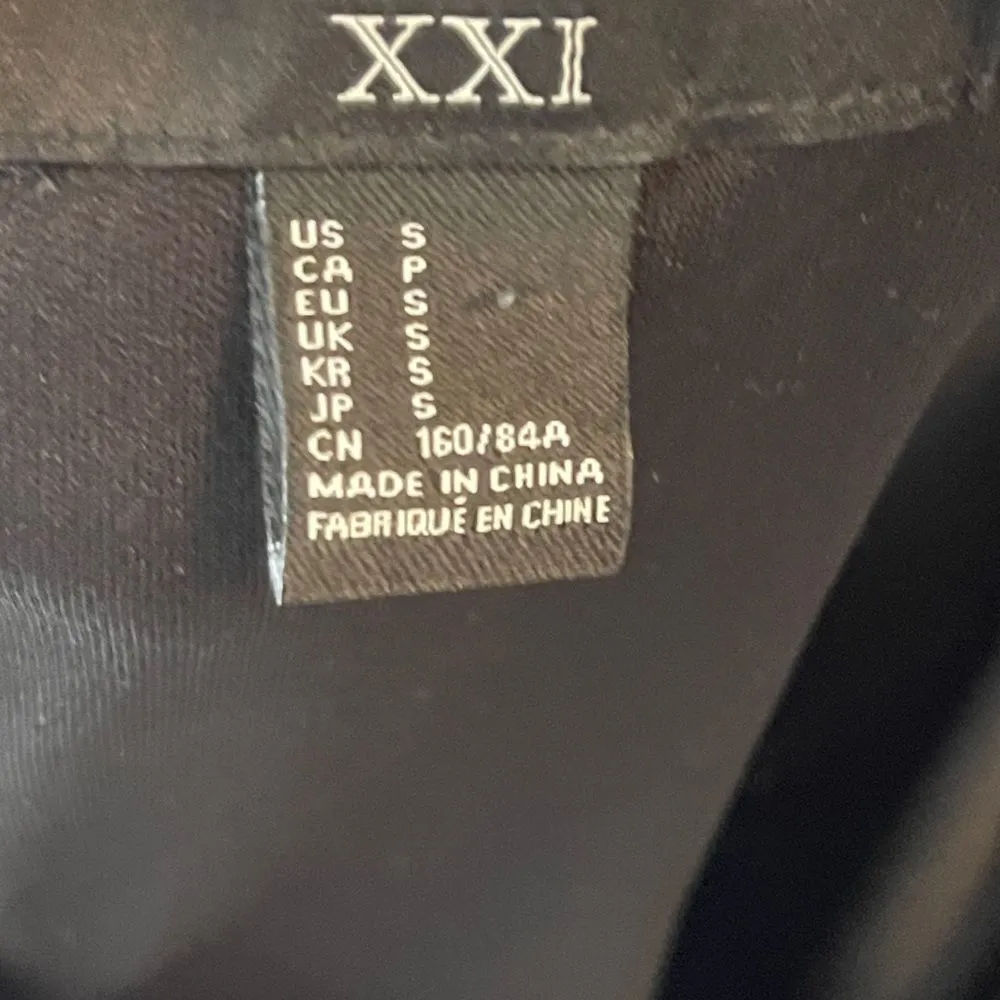 XXI
US S
CA P
EU S
UK S
KR S
JP S
CN 160/84A
MADE IN CHINA
FABRIQUÉ EN CHINE